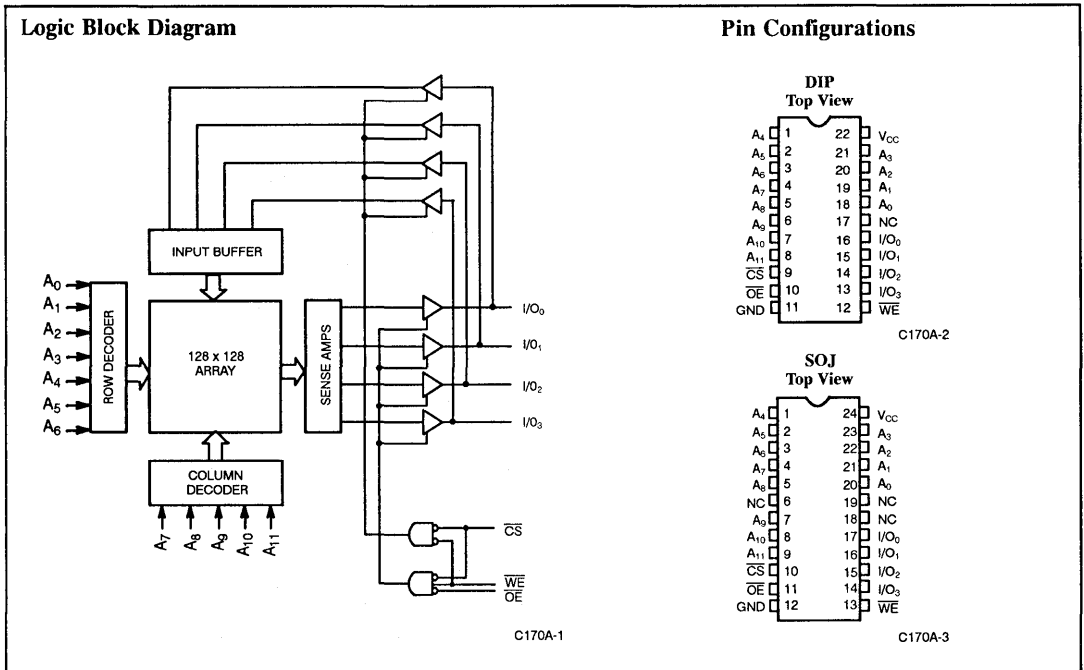 Logic Block Diagram
INPUT BUFFER
A0
A1
A2
A3
A4
A5
A6
ROW DECODER
128 x 128
ARRAY
SENSE AMPS
I/O0
I/O1
I/O2
I/O3
COLUMN
DECODER
A7
A8
A9
A10
A11
CS
WE
OE
C170A-1
Pin Configurations
DIP
Top View
A4 1 22 VCC
A5 2 21 A3
A6 3 20 A2
A7 4 19 A1
A8 5 18 A0
A9 6 17 NC
A10 7 16 I/O0
A11 8 15 I/O1
CS 9 14 I/O2
OE 10 13 I/O3
GND 11 12 WE
C170A-2
SOJ
Top View
A4 1 24 VCC
A5 2 23 A3
A6 3 22 A2
A7 4 21 A1
A8 5 20 A0
NC 6 19 NC
A9 7 18 NC
A10 8 17 I/O0
A11 9 16 I/O1
CS 10 15 I/O2
OE 11 14 I/O3
GND 12 13 WE
C170A-3